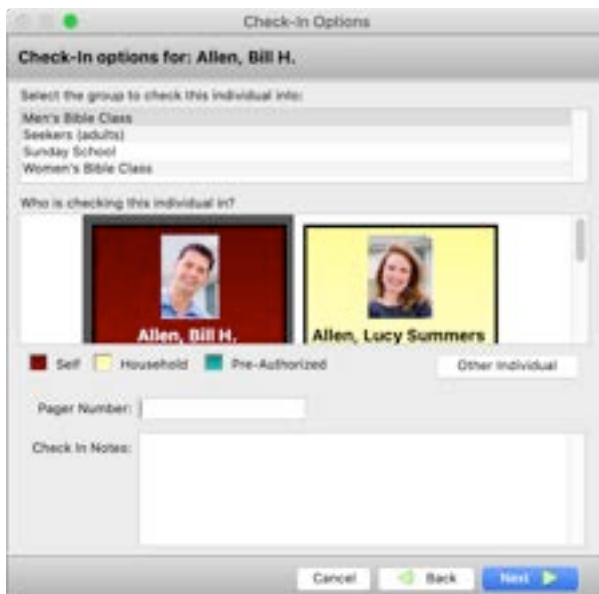 Check-In Options
Check-In options for: Allen, Bill H.
Select the group to check this individual into:
Men's Bible Class
Seekers (adults)
Sunday School
Women's Bible Class
Who is checking this individual in?
Allen, Bill H. Allen, Lucy Summers
Self Household Pre-Authorized Other Individual
Pager Number:
Check In Notes:
Cancel Back Next